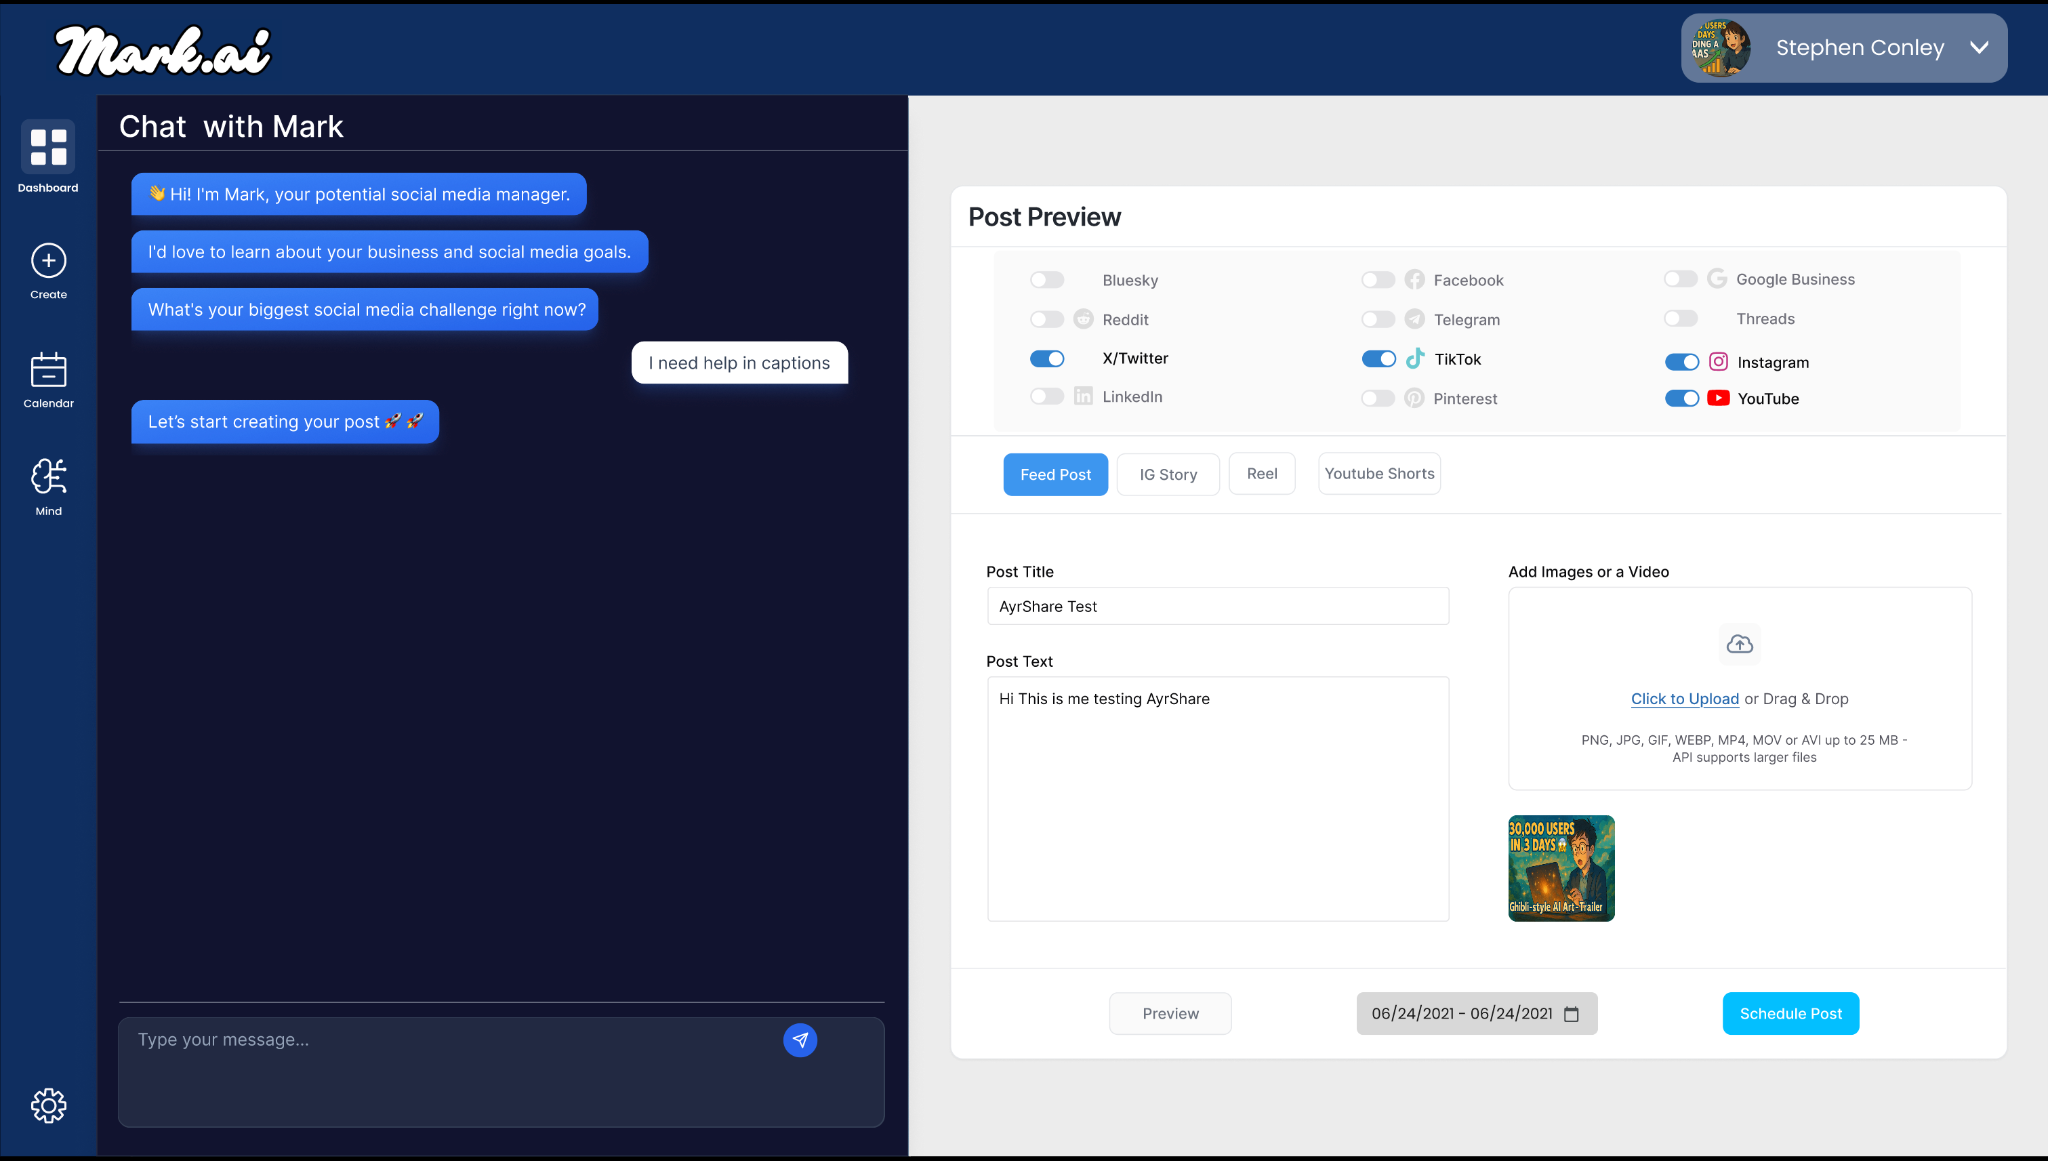 Mark.ai
USERS
DAYS
DING A
AAS
Stephen Conley
Dashboard
Create
Calendar
Mind
Chat with Mark
👋 Hi! I'm Mark, your potential social media manager.
I'd love to learn about your business and social media goals.
What's your biggest social media challenge right now?
I need help in captions
Let’s start creating your post 🚀 🚀
Type your message...
Post Preview
Bluesky
Facebook
Google Business
Reddit
Telegram
Threads
X/Twitter
TikTok
Instagram
LinkedIn
Pinterest
YouTube
Feed Post
IG Story
Reel
Youtube Shorts
Post Title
AyrShare Test
Post Text
Hi This is me testing AyrShare
Add Images or a Video
Click to Upload or Drag & Drop
PNG, JPG, GIF, WEBP, MP4, MOV or AVI up to 25 MB -
API supports larger files
30,000 USERS
IN 3 DAYS 😱
Ghibli-style AI Art-Trailer
Preview
06/24/2021 - 06/24/2021
Schedule Post